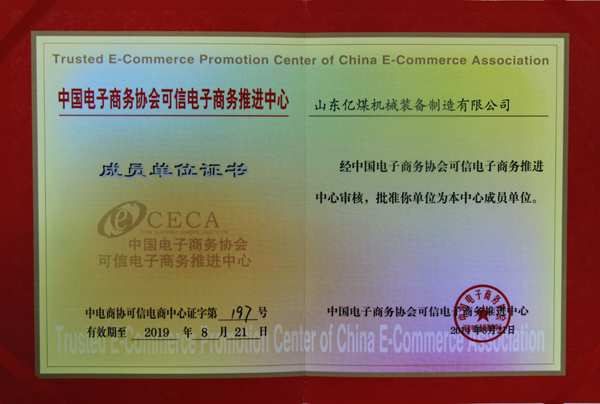 Trusted E-Commerce Promotion Center of China E-Commerce Association
中国电子商务协会可信电子商务推进中心
成员单位证书
e CECA
中国电子商务协会
可信电子商务推进中心
中电商协可信电商中心证字第 197 号
有效期至 2019 年 8 月 21 日
山东亿煤机械装备制造有限公司
经中国电子商务协会可信电子商务推进
中心审核，批准你单位为本中心成员单位。
中国电子商务协会可信电子商务推进中心
Trusted E-Commerce Promotion Center of China E-Commerce Association